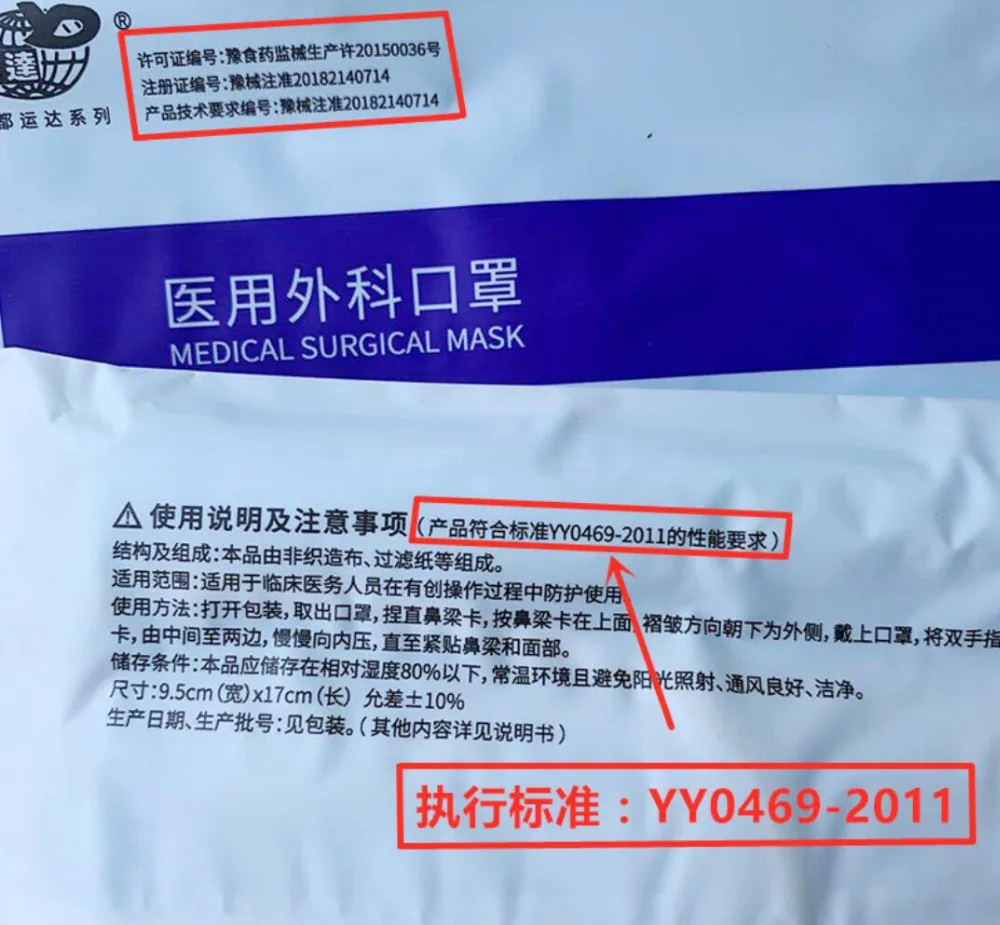 達
®
都运达系列
许可证编号:豫食药监械生产许20150036号
注册证编号:豫械注准20182140714
产品技术要求编号:豫械注准20182140714
医用外科口罩
MEDICAL SURGICAL MASK
使用说明及注意事项(产品符合标准YY0469-2011的性能要求)
结构及组成:本品由非织造布、过滤纸等组成。
适用范围:适用于临床医务人员在有创操作过程中防护使用
使用方法:打开包装,取出口罩,捏直鼻梁卡,按鼻梁卡在上面,褶皱方向朝下为外侧,戴上口罩,将双手指
卡,由中间至两边,慢慢向内压,直至紧贴鼻梁和面部。
储存条件:本品应储存在相对湿度80%以下,常温环境且避免阳光照射、通风良好、洁净。
尺寸:9.5cm(宽)x17cm(长) 允差±10%
生产日期、生产批号:见包装。(其他内容详见说明书)
执行标准:YY0469-2011